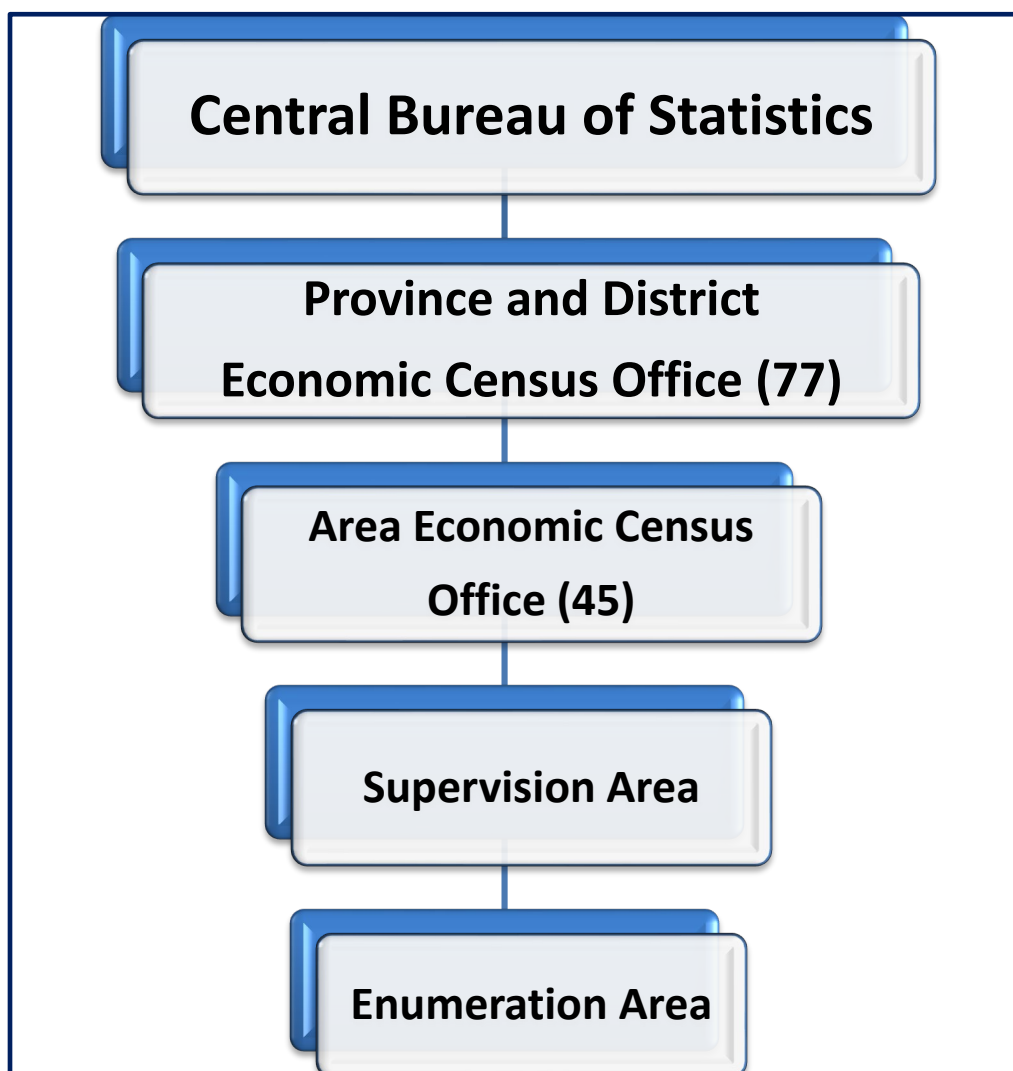 Central Bureau of Statistics
Province and District
Economic Census Office (77)
Area Economic Census
Office (45)
Supervision Area
Enumeration Area